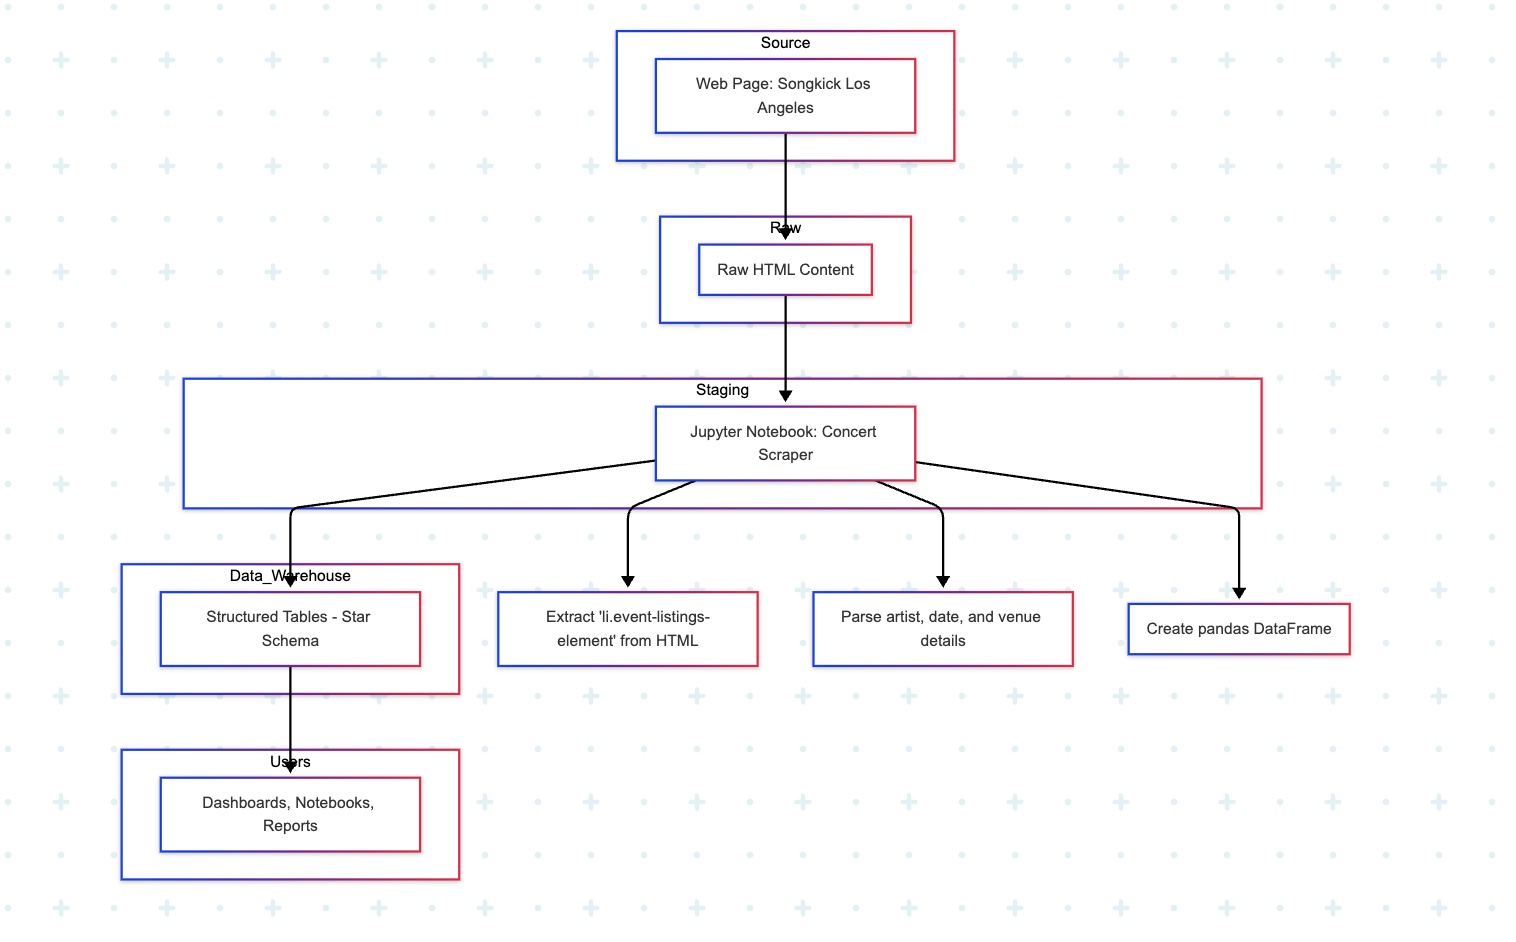 Source
Web Page: Songkick Los
Angeles
Raw
Raw HTML Content
Staging
Jupyter Notebook: Concert
Scraper
Data_Warehouse
Structured Tables - Star
Schema
Extract 'li.event-listings-
element' from HTML
Parse artist, date, and venue
details
Create pandas DataFrame
Users
Dashboards, Notebooks,
Reports